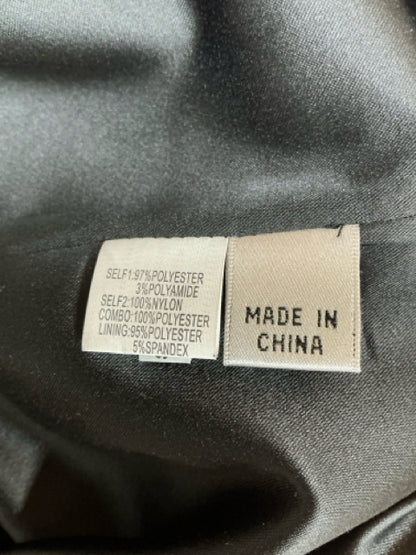 SELF1:97%POLYESTER
3%POLYAMIDE
SELF2:100%NYLON
COMBO:100%POLYESTER
LINING:95%POLYESTER
5%SPANDEX
MADE IN
CHINA